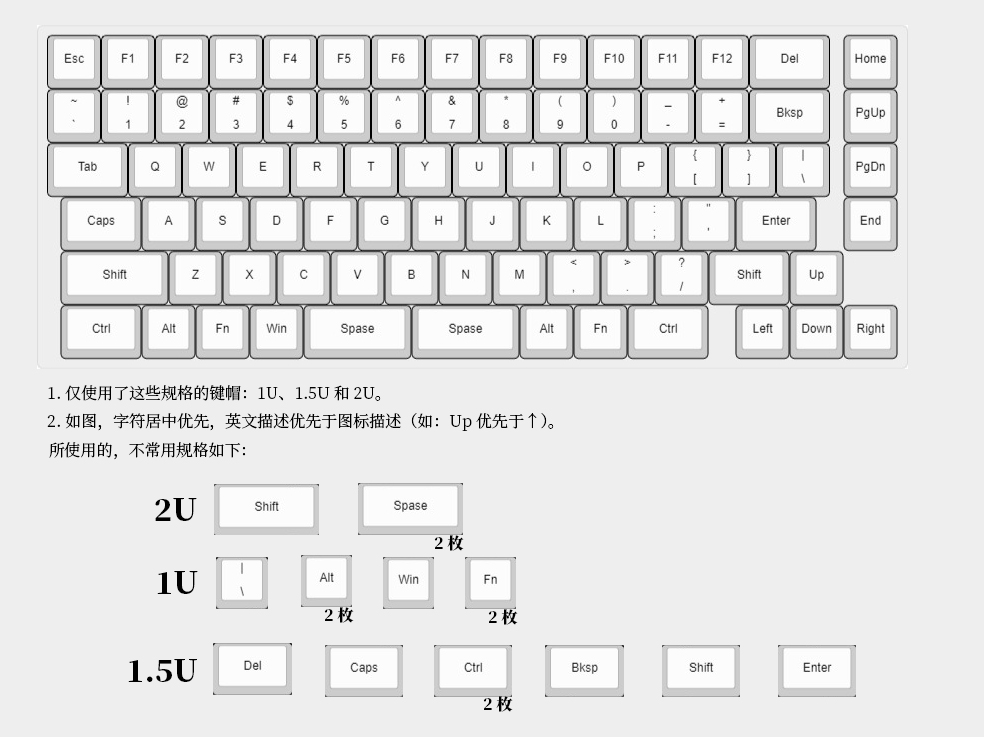 Esc F1 F2 F3 F4 F5 F6 F7 F8 F9 F10 F11 F12 Del Home
~ ! @ # $ % ^ & * ( ) _ + Bksp PgUp
` 1 2 3 4 5 6 7 8 9 0 - =
Tab Q W E R T Y U I O P { } | PgDn
[ ] \
Caps A S D F G H J K L : " Enter End
; '
Shift Z X C V B N M < > ? Shift Up
, . /
Ctrl Alt Fn Win Spase Spase Alt Fn Ctrl Left Down Right
1. 仅使用了这些规格的键帽：1U、1.5U 和 2U。
2. 如图，字符居中优先，英文描述优先于图标描述（如：Up 优先于↑）。
所使用的，不常用规格如下：
2U Shift Spase
2 枚
1U | Alt Win Fn
\
2 枚 2 枚
1.5U Del Caps Ctrl Bksp Shift Enter
2 枚